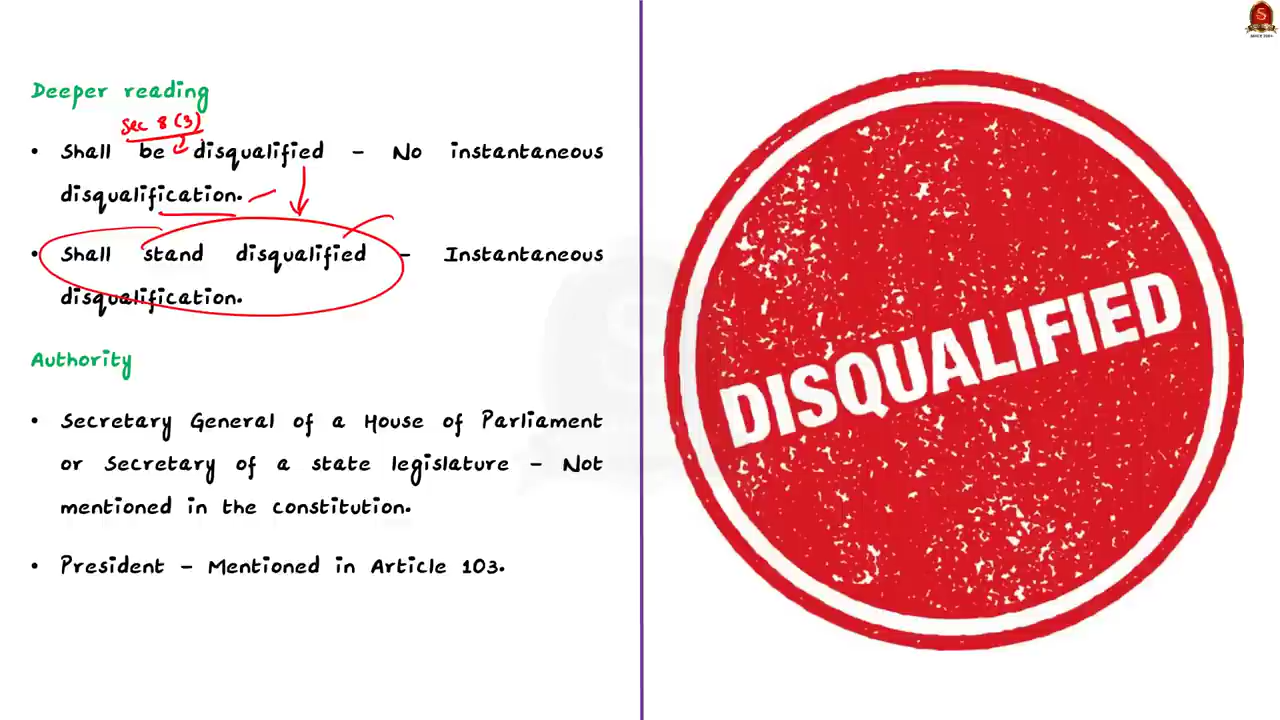 Deeper reading
Sec 8 (3)
• Shall be disqualified - No instantaneous
disqualification.
• Shall stand disqualified - Instantaneous
disqualification.
Authority
• Secretary General of a House of Parliament
or Secretary of a state legislature - Not
mentioned in the constitution.
• President - Mentioned in Article 103.
DISQUALIFIED